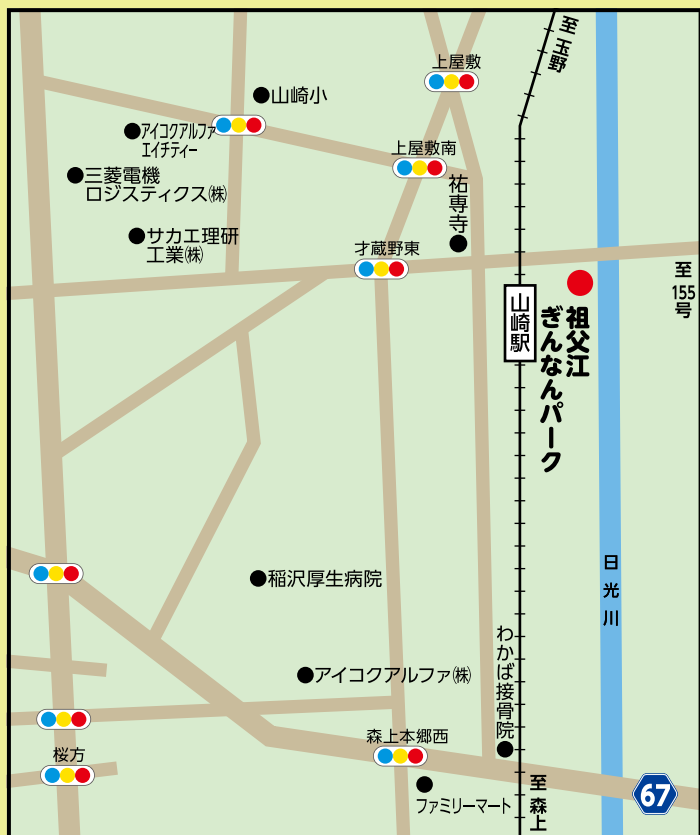 至玉野
上屋敷
山崎小
アイコクアルファ
エイチティー
上屋敷南
三菱電機
ロジスティクス㈱
祐専寺
サカエ理研
工業㈱
才蔵野東
至
155
号
山崎駅
祖父江
ぎんなんパーク
日光川
稲沢厚生病院
わかば接骨院
アイコクアルファ㈱
森上本郷西
桜方
ファミリーマート
至森上
67